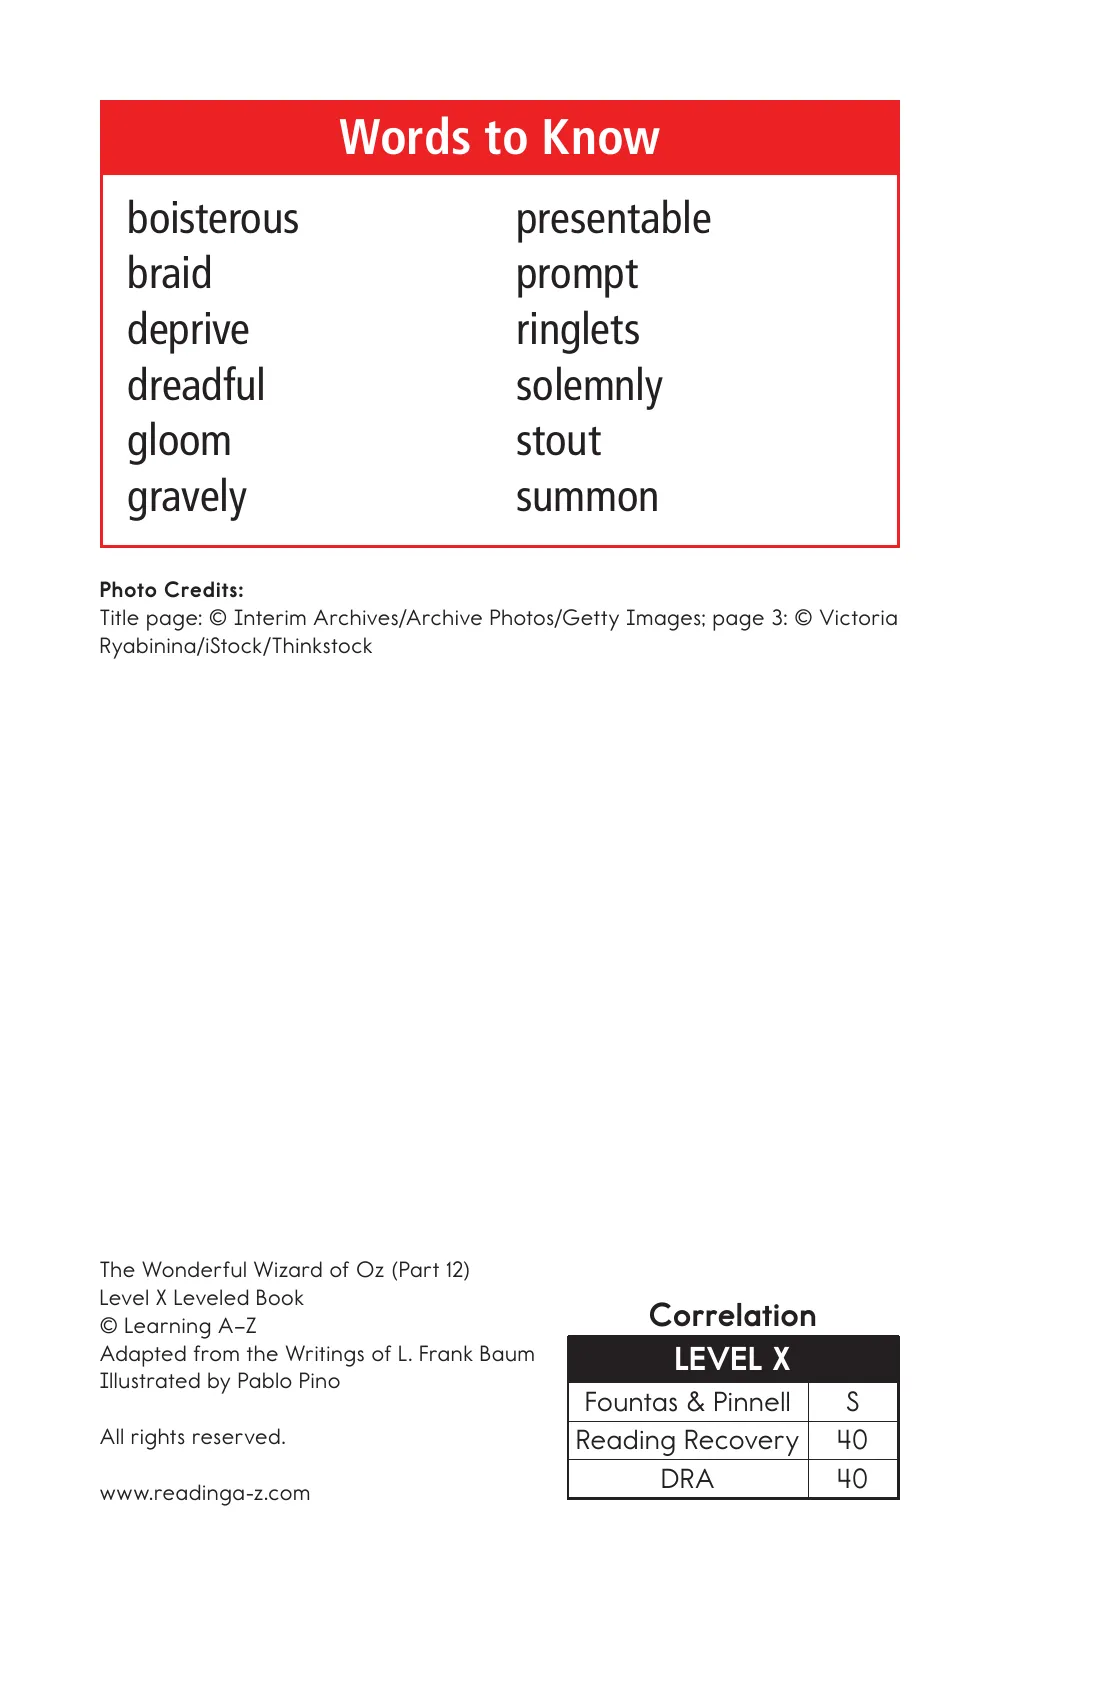 Words to Know
boisterous
braid
deprive
dreadful
gloom
gravely
presentable
prompt
ringlets
solemnly
stout
summon
Photo Credits:
Title page: © Interim Archives/Archive Photos/Getty Images; page 3: © Victoria
Ryabinina/iStock/Thinkstock
The Wonderful Wizard of Oz (Part 12)
Level X Leveled Book
© Learning A–Z
Adapted from the Writings of L. Frank Baum
Illustrated by Pablo Pino
All rights reserved.
www.readinga-z.com
Correlation
LEVEL X
Fountas & Pinnell S
Reading Recovery 40
DRA 40